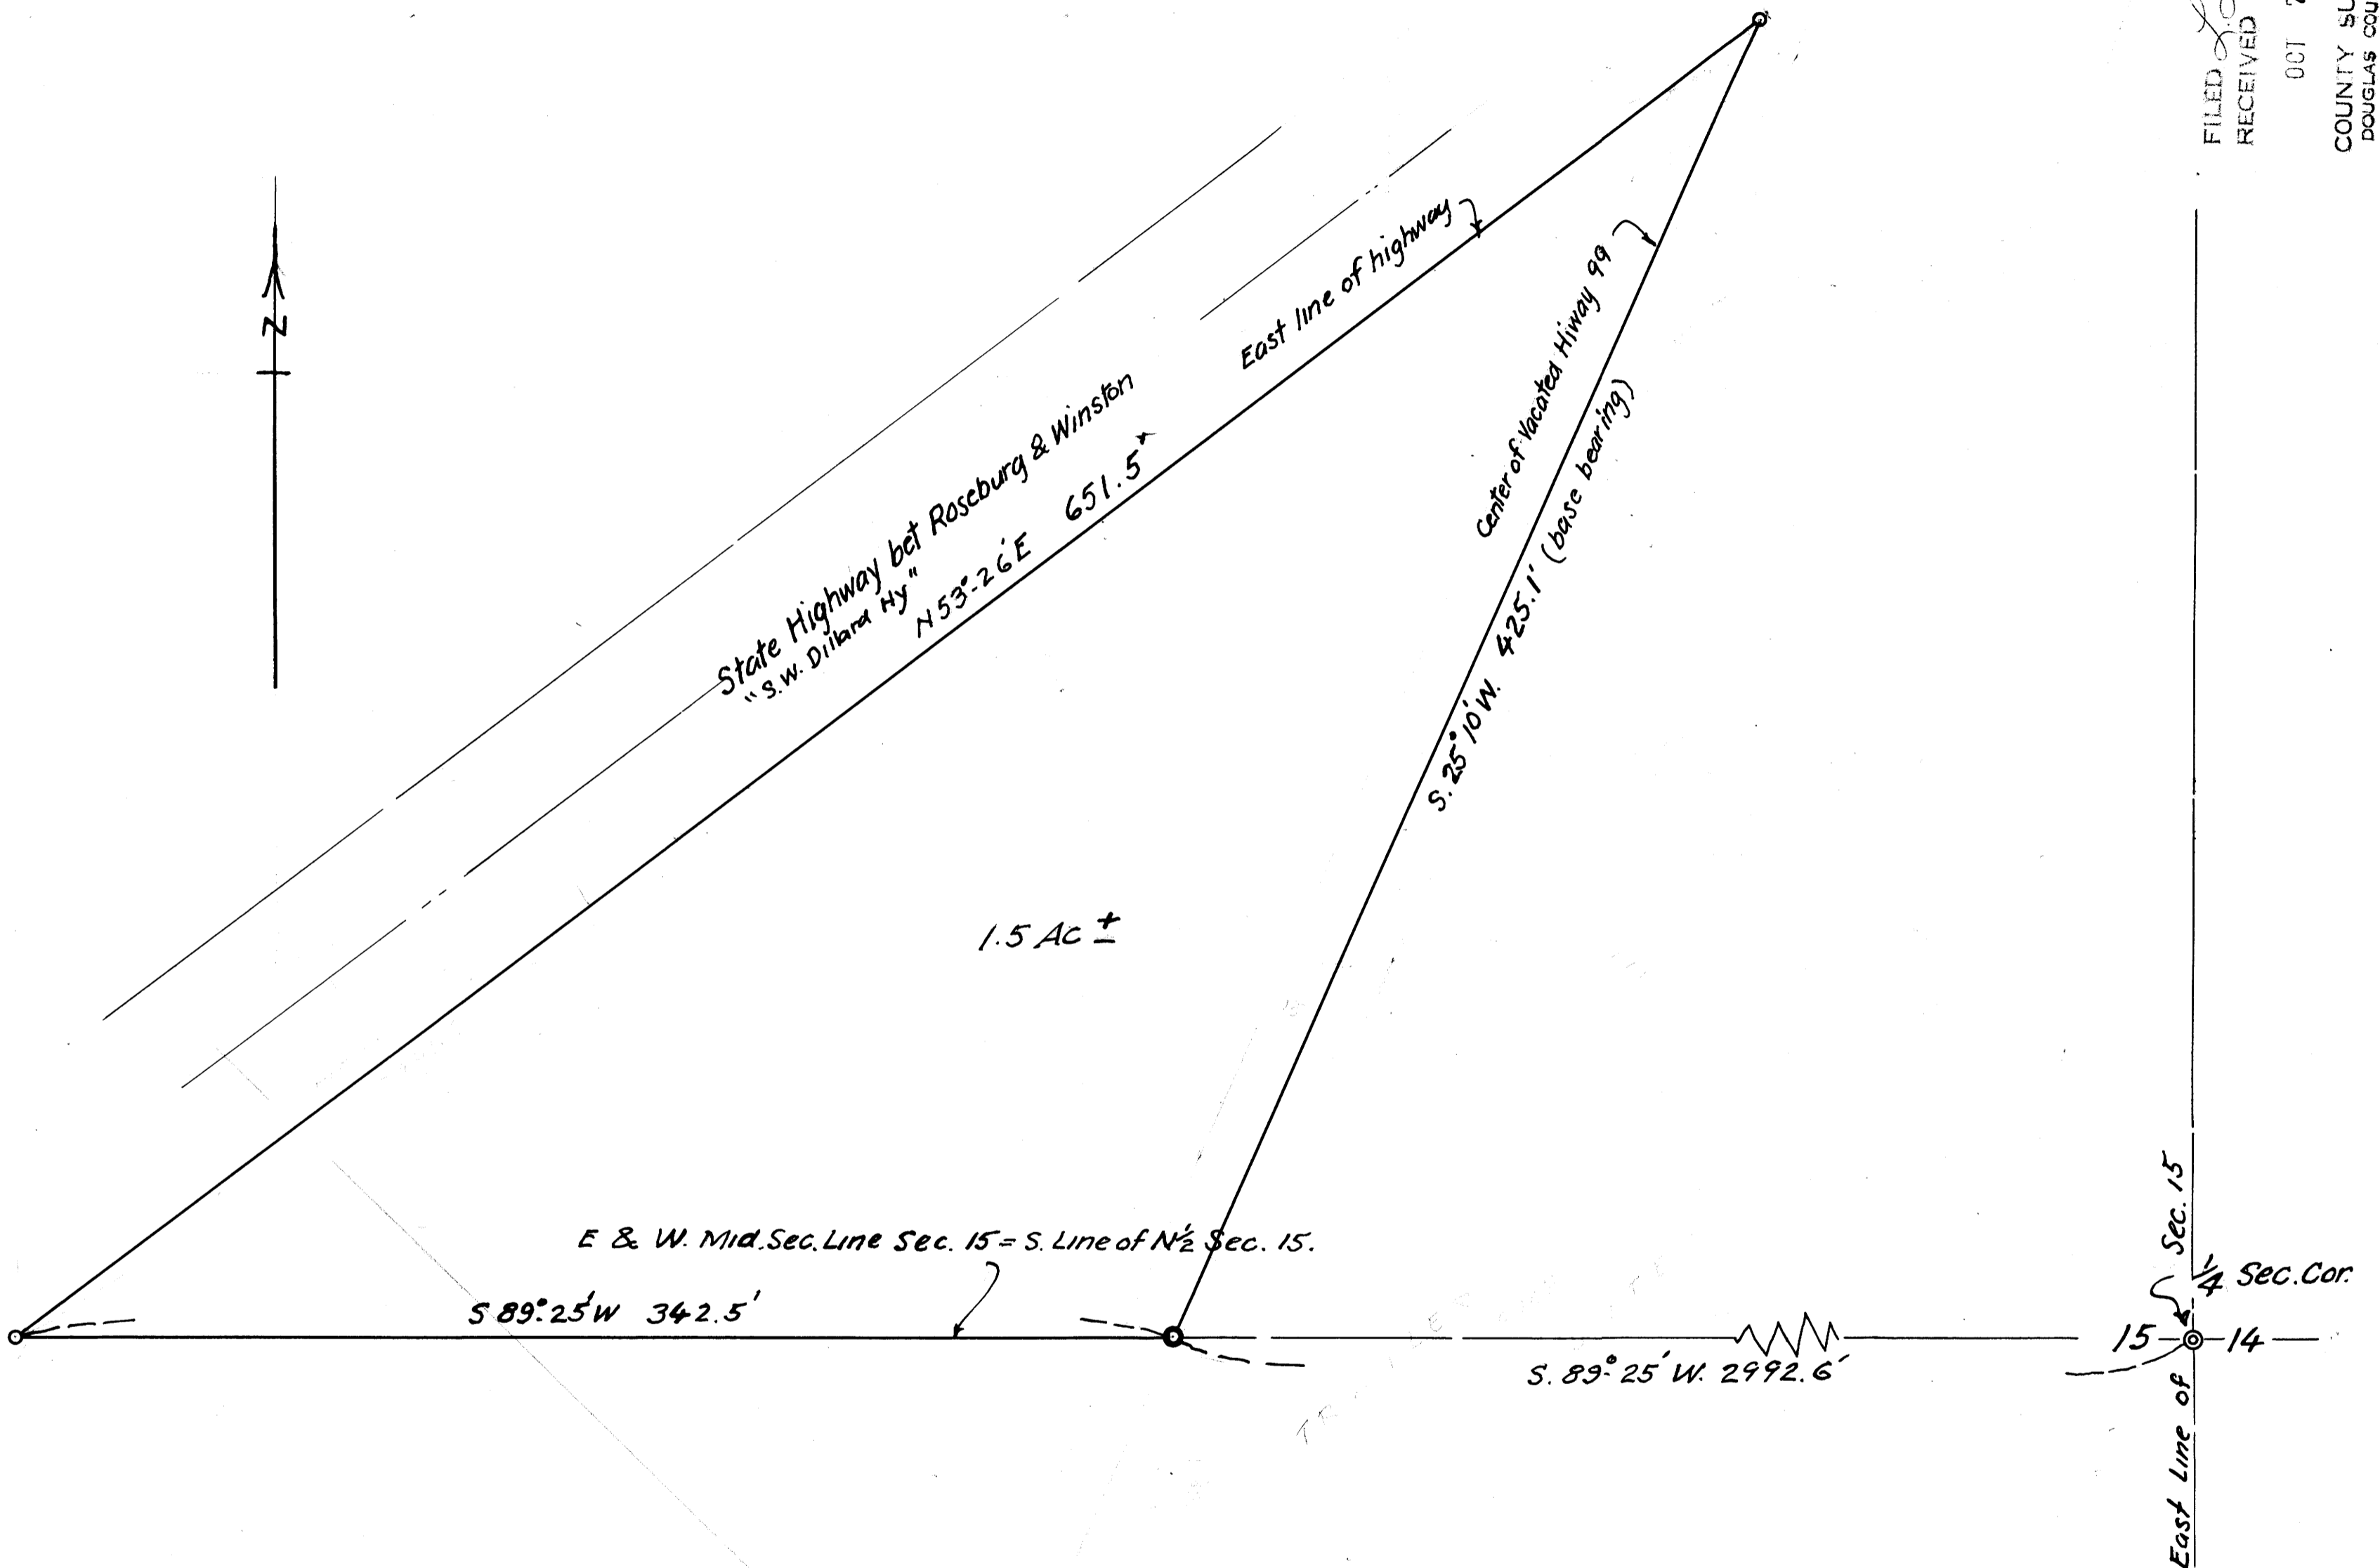 FILED
RECEIVED
OCT
COUNTY
DOUGLAS
N
East line of highway
Center of Vacated Hiway 99
State Highway bet Roseburg & Winston
"S.W. Dillard Hy"
N 53°-26'E 651.5'
S. 25° 10' W. 425.1' (base bearing)
1.5 Ac ±
E & W. Mid. Sec. Line Sec. 15 = S. Line of N½ Sec. 15.
S 89°-25'W 342.5'
S. 89°-25' W. 2992.6'
East Line of Sec. 15
¼ Sec. Cor.
15 14